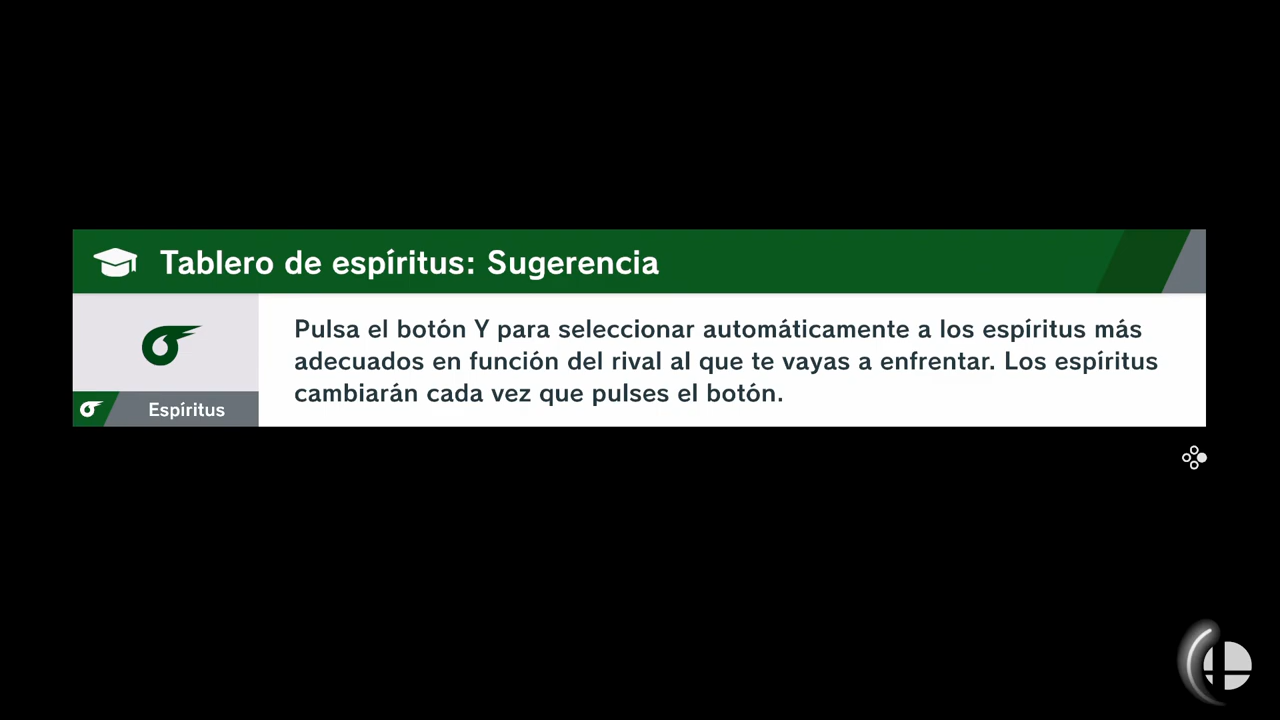 Tablero de espíritus: Sugerencia
Pulsa el botón Y para seleccionar automáticamente a los espíritus más
adecuados en función del rival al que te vayas a enfrentar. Los espíritus
cambiarán cada vez que pulses el botón.
Espíritus